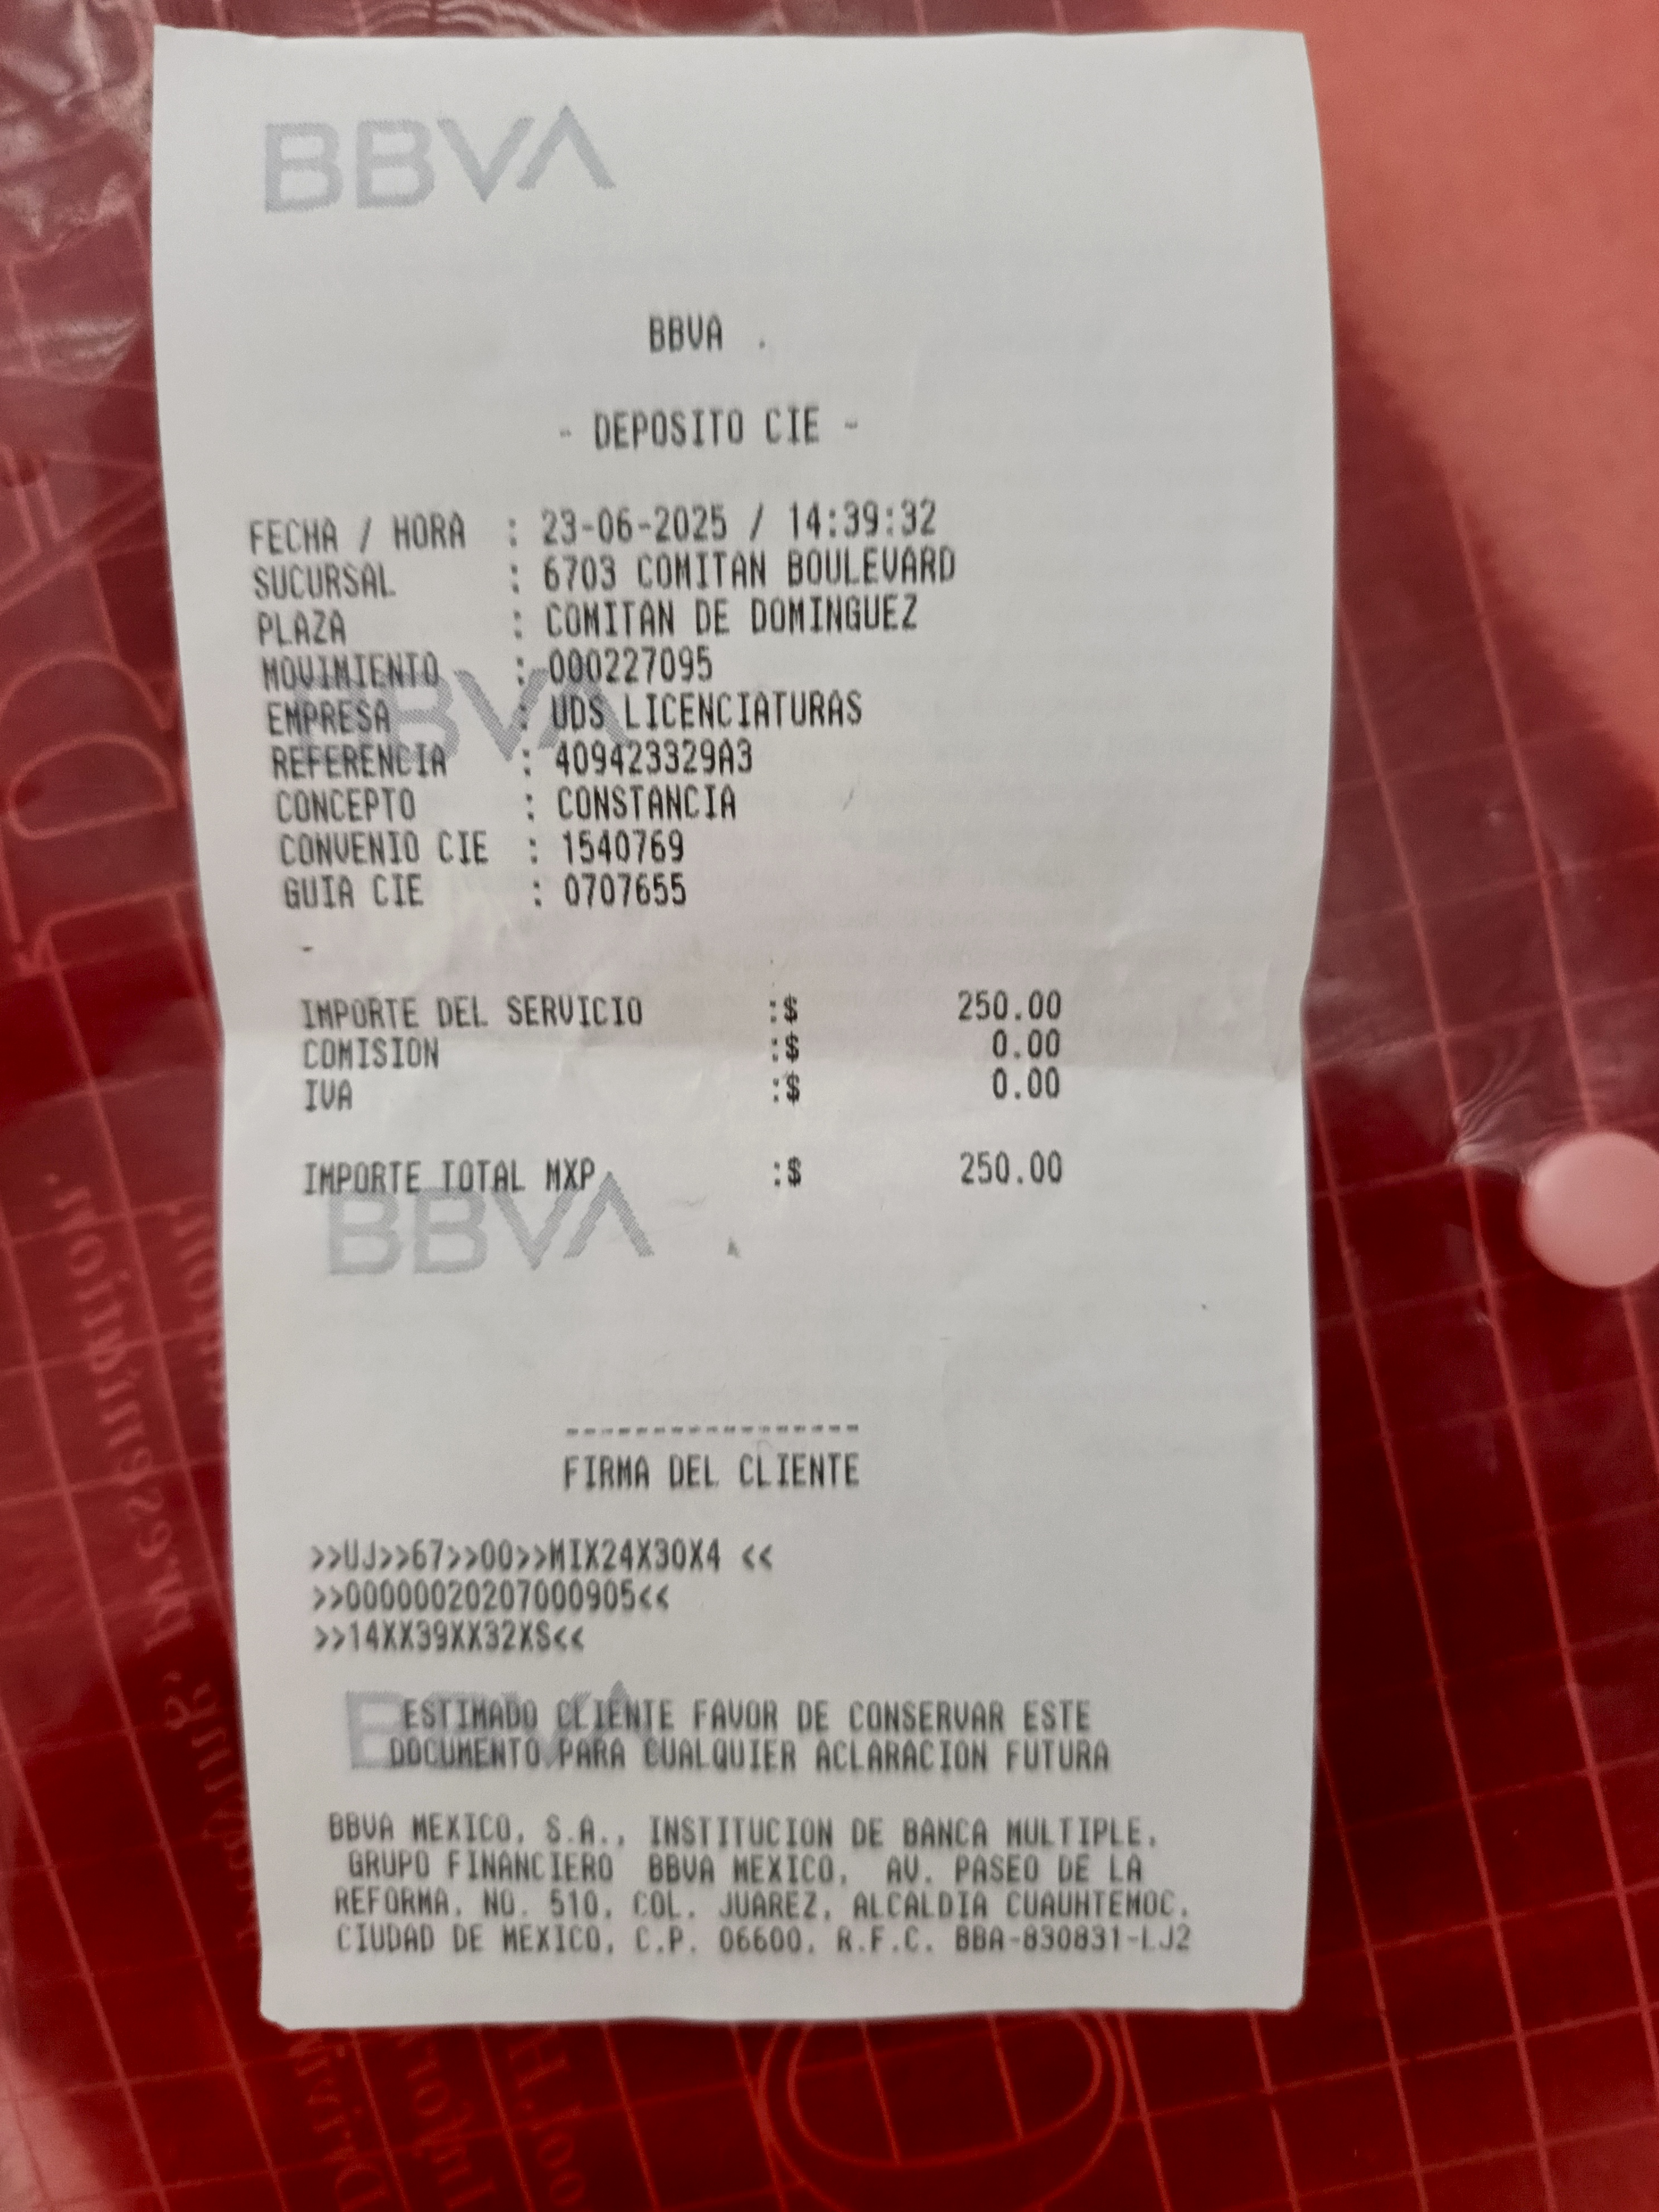 BBVA
BBVA .
- DEPOSITO CIE -
FECHA / HORA : 23-06-2025 / 14:39:32
SUCURSAL : 6703 COMITAN BOULEVARD
PLAZA : COMITAN DE DOMINGUEZ
MOVIMIENTO : 000227095
BBVA
EMPRESA : UDS LICENCIATURAS
REFERENCIA : 409423329A3
CONCEPTO : CONSTANCIA
CONVENIO CIE : 1540769
GUIA CIE : 0707655
-
IMPORTE DEL SERVICIO :$ 250.00
COMISION :$ 0.00
IVA :$ 0.00
IMPORTE TOTAL MXP :$ 250.00
BBVA
-----------------
FIRMA DEL CLIENTE
>>UJ>>67>>00>>MIX24X30X4 <<
>>00000020207000905<<
>>14XX39XX32XS<<
BBVA
ESTIMADO CLIENTE FAVOR DE CONSERVAR ESTE
DOCUMENTO PARA CUALQUIER ACLARACION FUTURA
BBVA MEXICO, S.A., INSTITUCION DE BANCA MULTIPLE,
GRUPO FINANCIERO BBVA MEXICO, AV. PASEO DE LA
REFORMA, NO. 510, COL. JUAREZ, ALCALDIA CUAUHTEMOC,
CIUDAD DE MEXICO, C.P. 06600, R.F.C. BBA-830831-LJ2